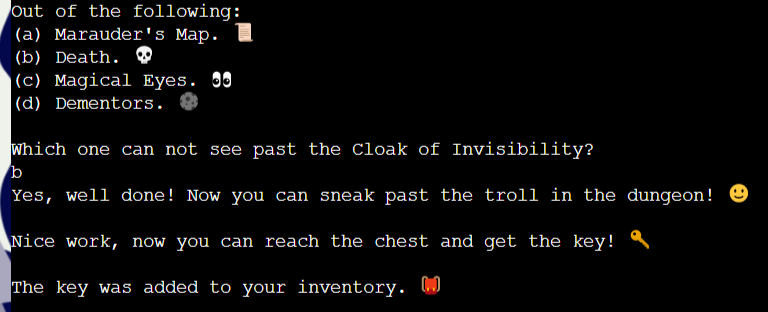 Out of the following:
(a) Marauder's Map. 📜
(b) Death. 💀
(c) Magical Eyes. 👀
(d) Dementors. 🌑
Which one can not see past the Cloak of Invisibility?
b
Yes, well done! Now you can sneak past the troll in the dungeon! 🙂
Nice work, now you can reach the chest and get the key! 🔑
The key was added to your inventory. 🎒